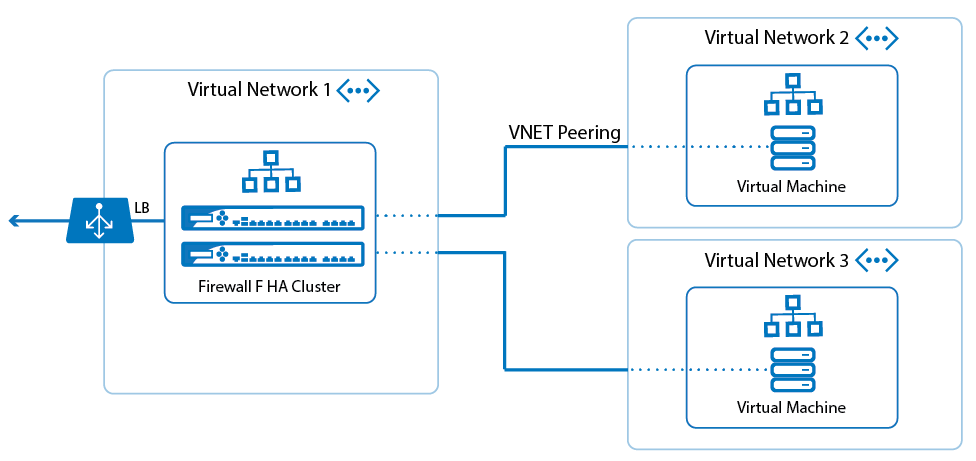 Virtual Network 1
LB
Firewall F HA Cluster
VNET Peering
Virtual Network 2
Virtual Machine
Virtual Network 3
Virtual Machine